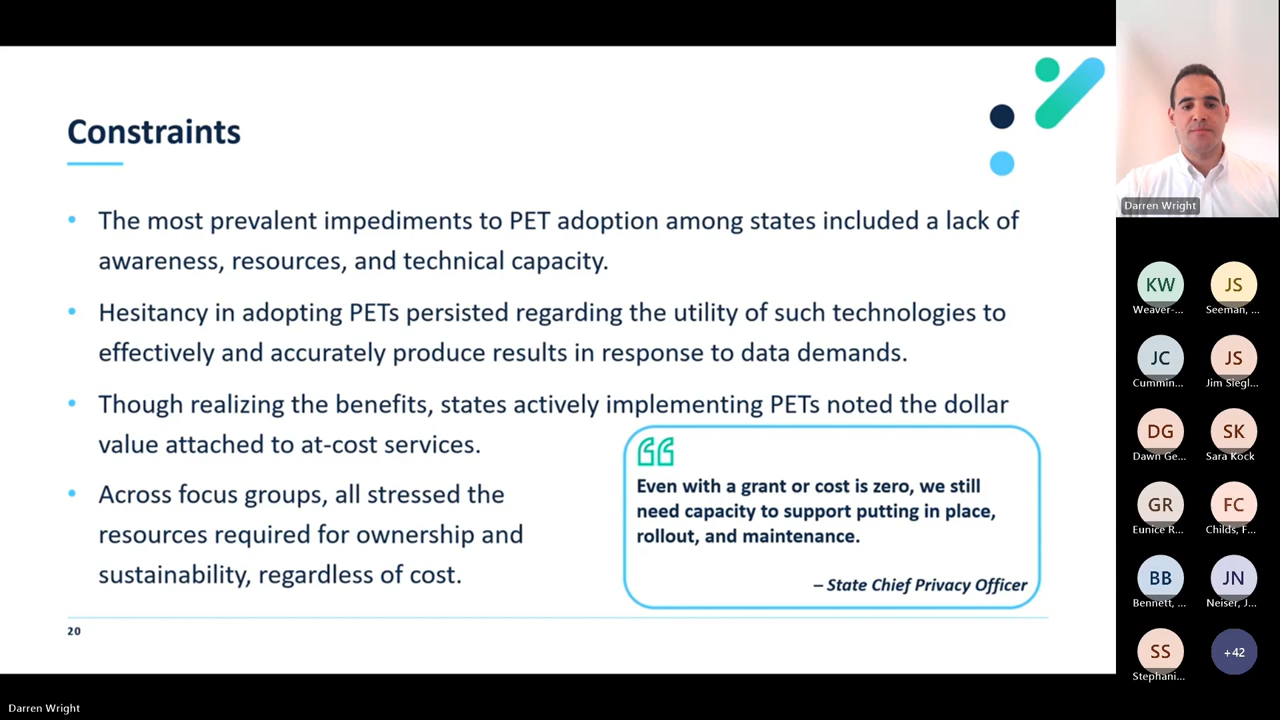 Constraints
• The most prevalent impediments to PET adoption among states included a lack of
awareness, resources, and technical capacity.
• Hesitancy in adopting PETs persisted regarding the utility of such technologies to
effectively and accurately produce results in response to data demands.
• Though realizing the benefits, states actively implementing PETs noted the dollar
value attached to at-cost services.
• Across focus groups, all stressed the
resources required for ownership and
sustainability, regardless of cost.
Even with a grant or cost is zero, we still
need capacity to support putting in place,
rollout, and maintenance.
– State Chief Privacy Officer
20
Darren Wright
KW
Weaver-...
JS
Seeman, ...
JC
Cummin...
JS
Jim Siegl...
DG
Dawn Ge...
SK
Sara Kock
GR
Eunice R...
FC
Childs, F...
BB
Bennett, ...
JN
Neiser, J...
SS
Stephani...
+42
Darren Wright